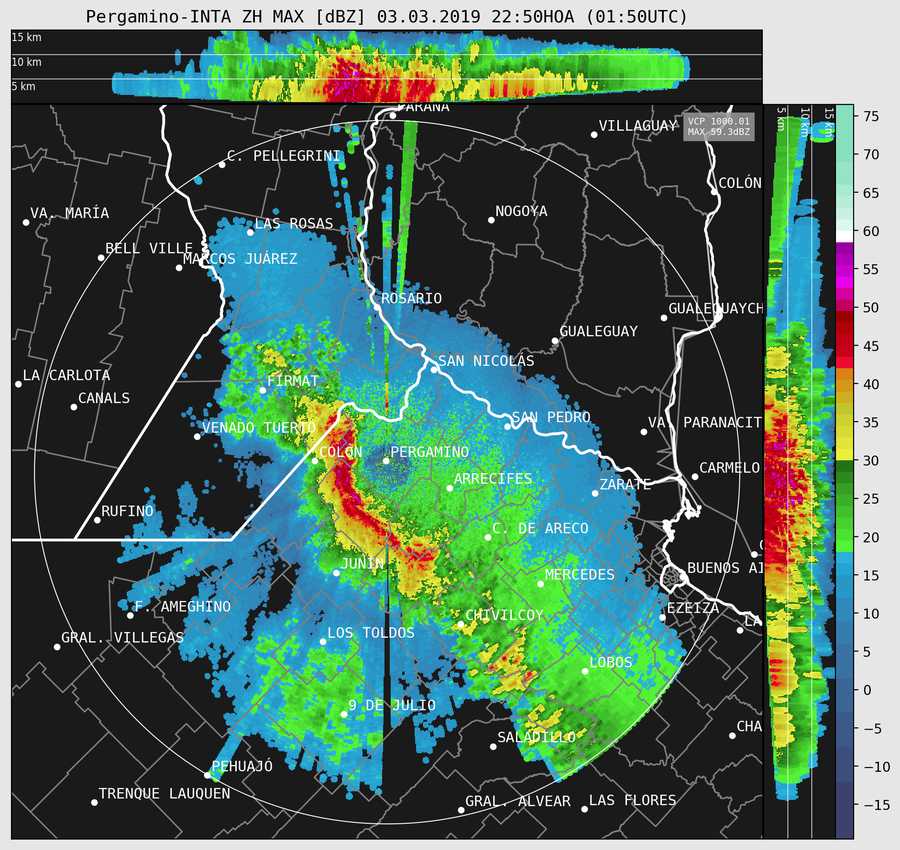 Pergamino-INTA ZH MAX [dBZ] 03.03.2019 22:50HOA (01:50UTC)
15 km
10 km
5 km
PARANÁ
VILLAGUAY
VCP 1000.01
MAX 59.3dBZ
5 km
10 km
15 km
C. PELLEGRINI
COLÓN
VA. MARÍA
NOGOYA
LAS ROSAS
BELL VILLE
MARCOS JUÁREZ
ROSARIO
GUALEGUAYCH
GUALEGUAY
SAN NICOLAS
LA CARLOTA
FIRMAT
CANALS
SAN PEDRO
VENADO TUERTO
VA. PARANACIT
COLON
PERGAMINO
CARMELO
ARRECIFES
ZARATE
RUFINO
C. DE ARECO
C
JUNÍN
MERCEDES
BUENOS AI
F. AMEGHINO
EZEIZA
CHIVILCOY
LA
GRAL. VILLEGAS
LOS TOLDOS
LOBOS
9 DE JULIO
CHA
SALADILLO
PEHUAJÓ
TRENQUE LAUQUEN
GRAL. ALVEAR
LAS FLORES
75
70
65
60
55
50
45
40
35
30
25
20
15
10
5
0
−5
−10
−15